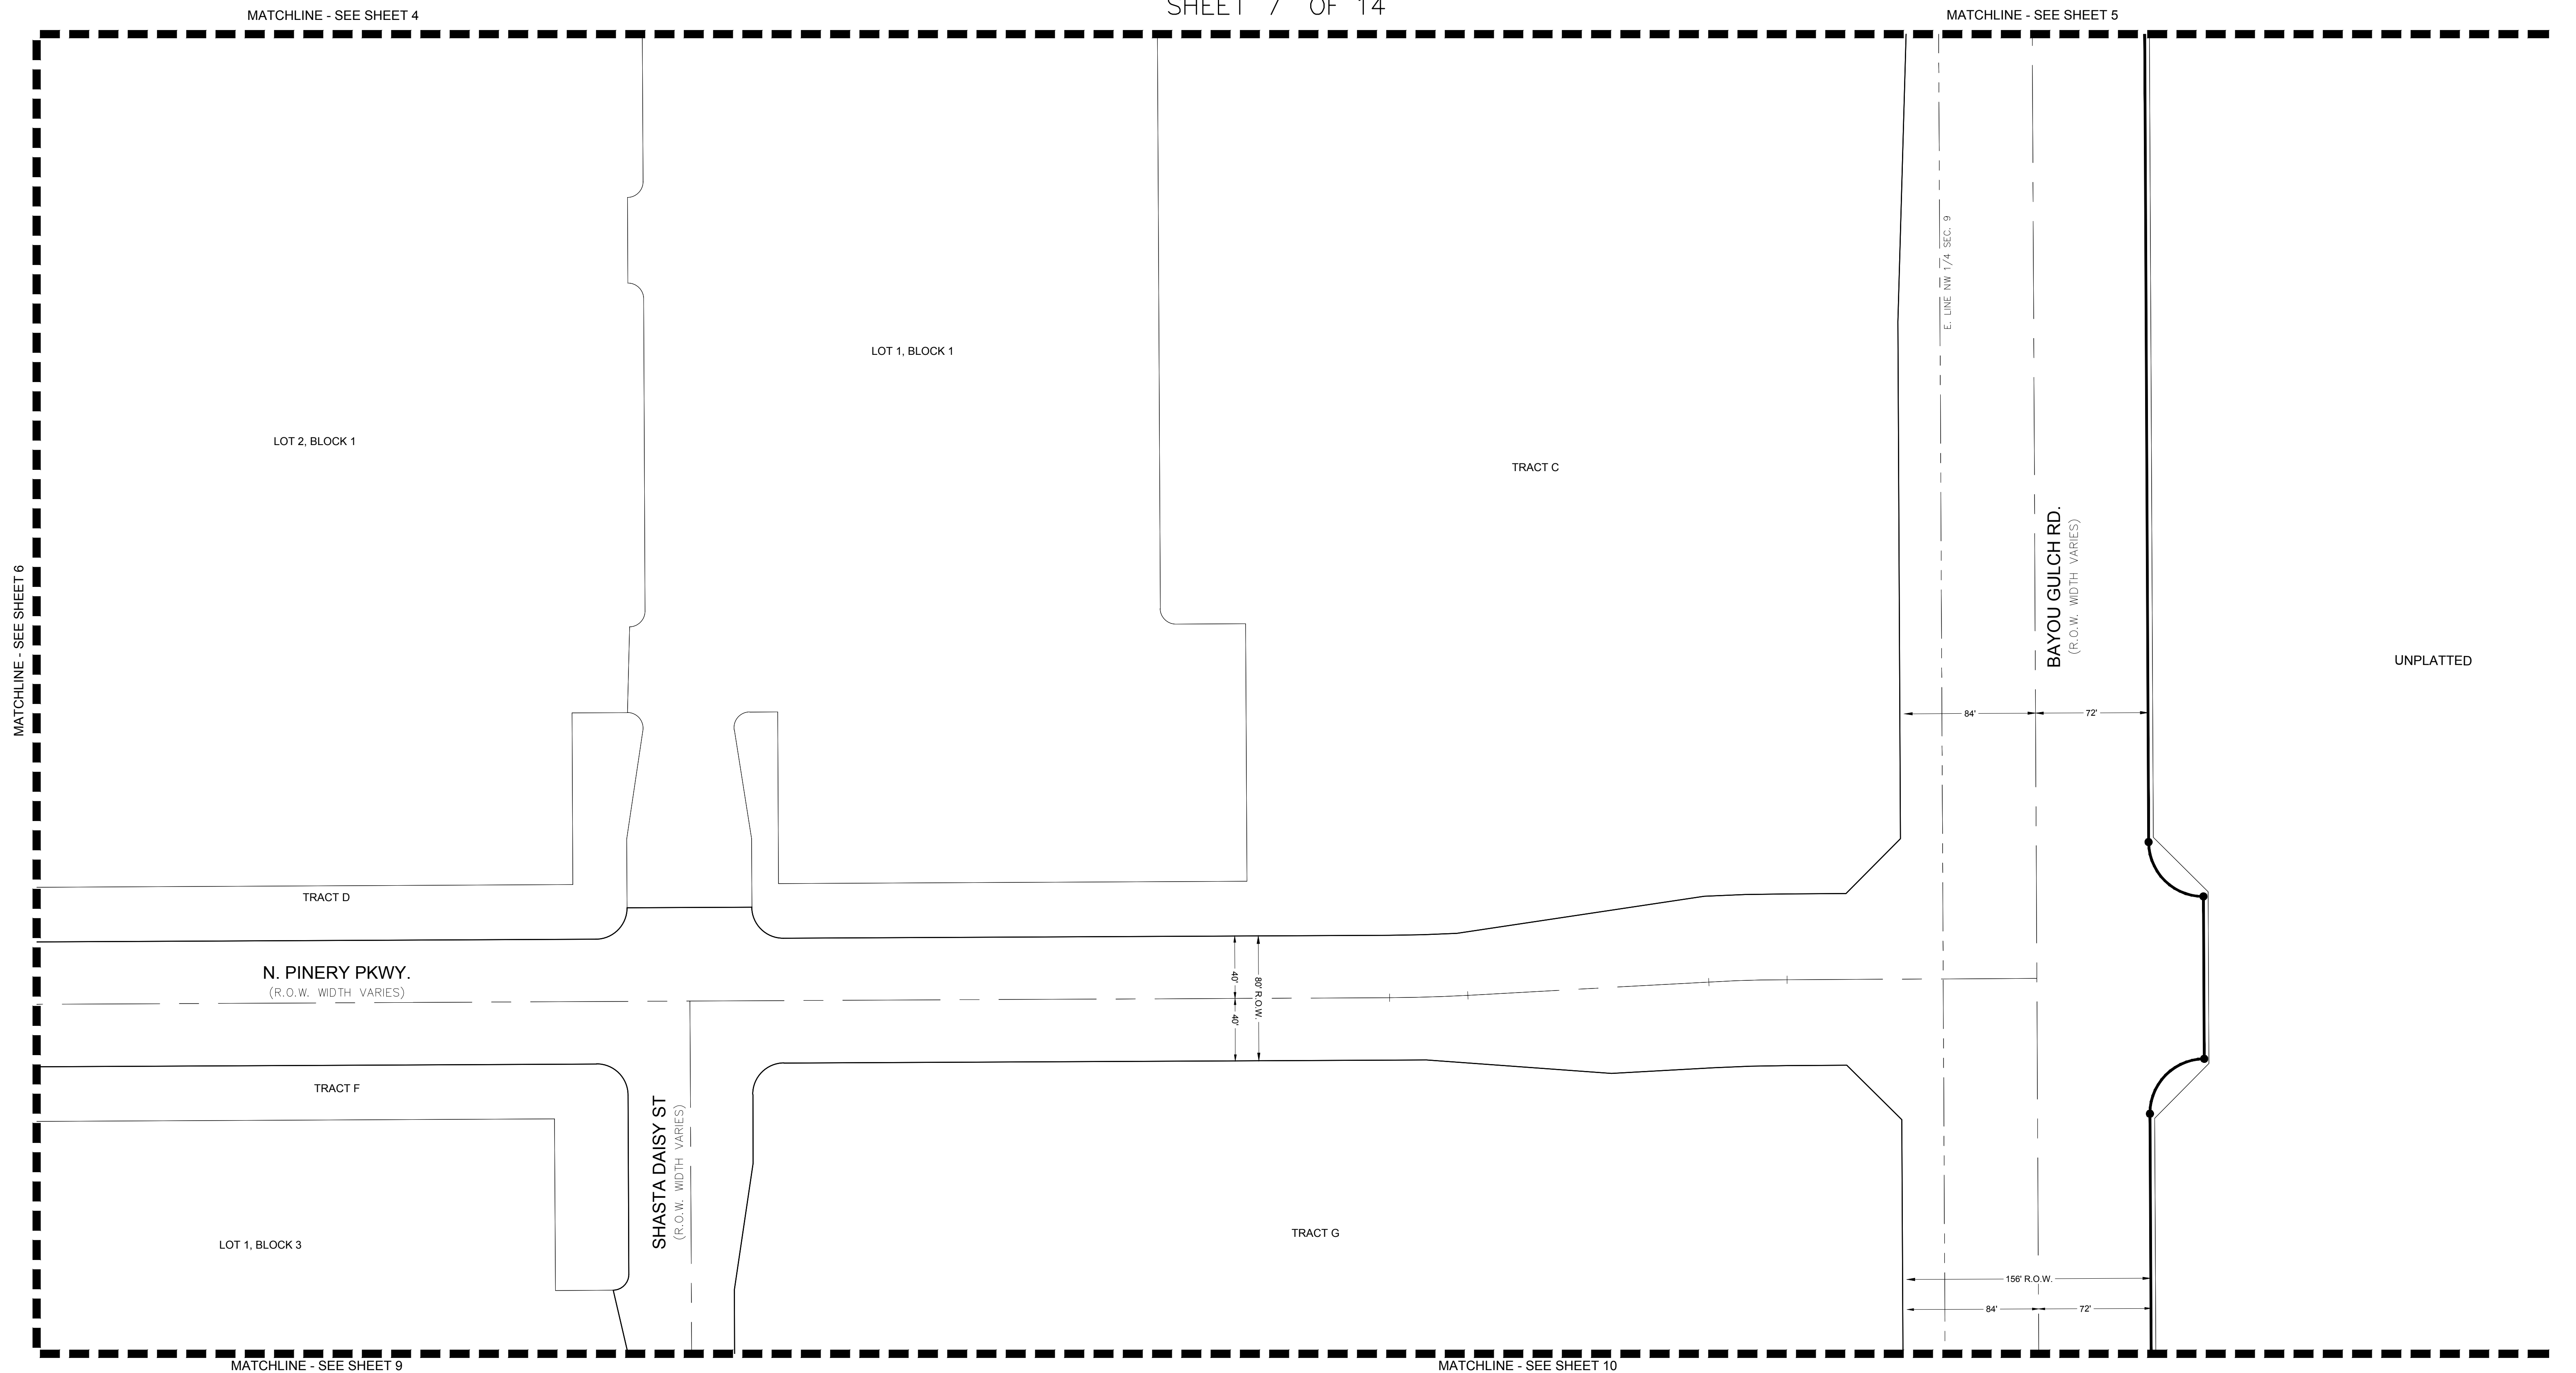 SHEET 7 OF 14
MATCHLINE - SEE SHEET 4
MATCHLINE - SEE SHEET 5
E. LINE NW 1/4 SEC. 9
LOT 1, BLOCK 1
LOT 2, BLOCK 1
TRACT C
BAYOU GULCH RD.
(R.O.W. WIDTH VARIES)
MATCHLINE - SEE SHEET 6
UNPLATTED
84'
72'
TRACT D
N. PINERY PKWY.
(R.O.W. WIDTH VARIES)
40'
80' R.O.W.
40'
TRACT F
SHASTA DAISY ST
(R.O.W. WIDTH VARIES)
TRACT G
LOT 1, BLOCK 3
156' R.O.W.
84'
72'
MATCHLINE - SEE SHEET 9
MATCHLINE - SEE SHEET 10